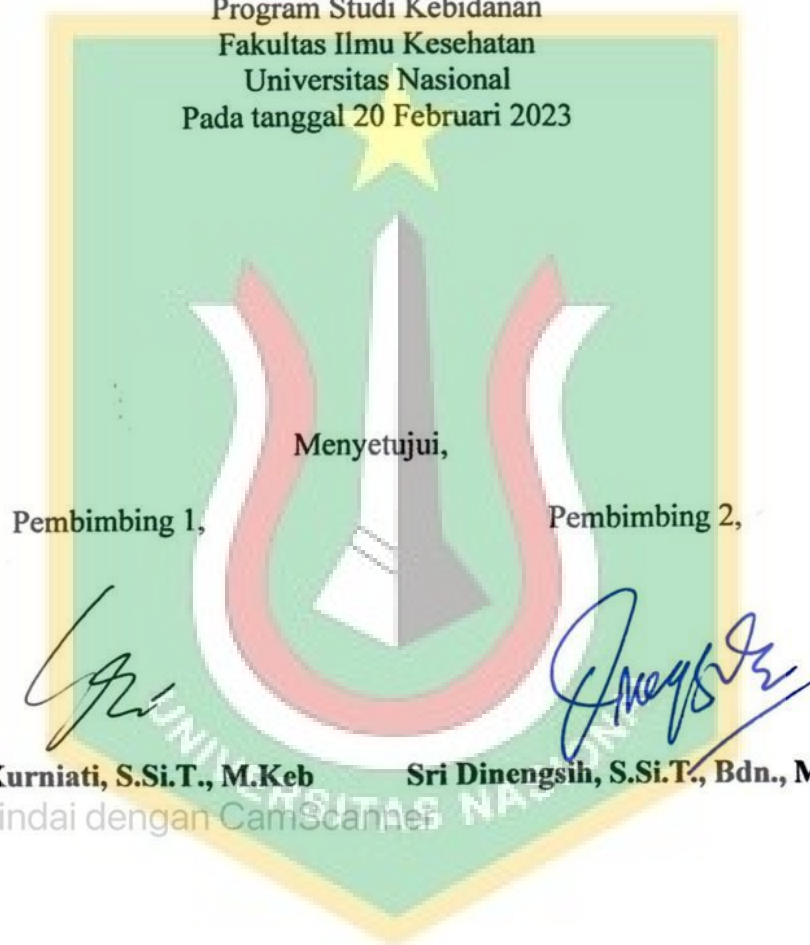 Program Studi Kebidanan
Fakultas Ilmu Kesehatan
Universitas Nasional
Pada tanggal 20 Februari 2023
Menyetujui,
Pembimbing 1,
Pembimbing 2,
Kurniati, S.Si.T., M.Keb
Sri Dinengsih, S.Si.T., Bdn., M
indai dengan CamScanner
UNIVERSITAS NASIONA